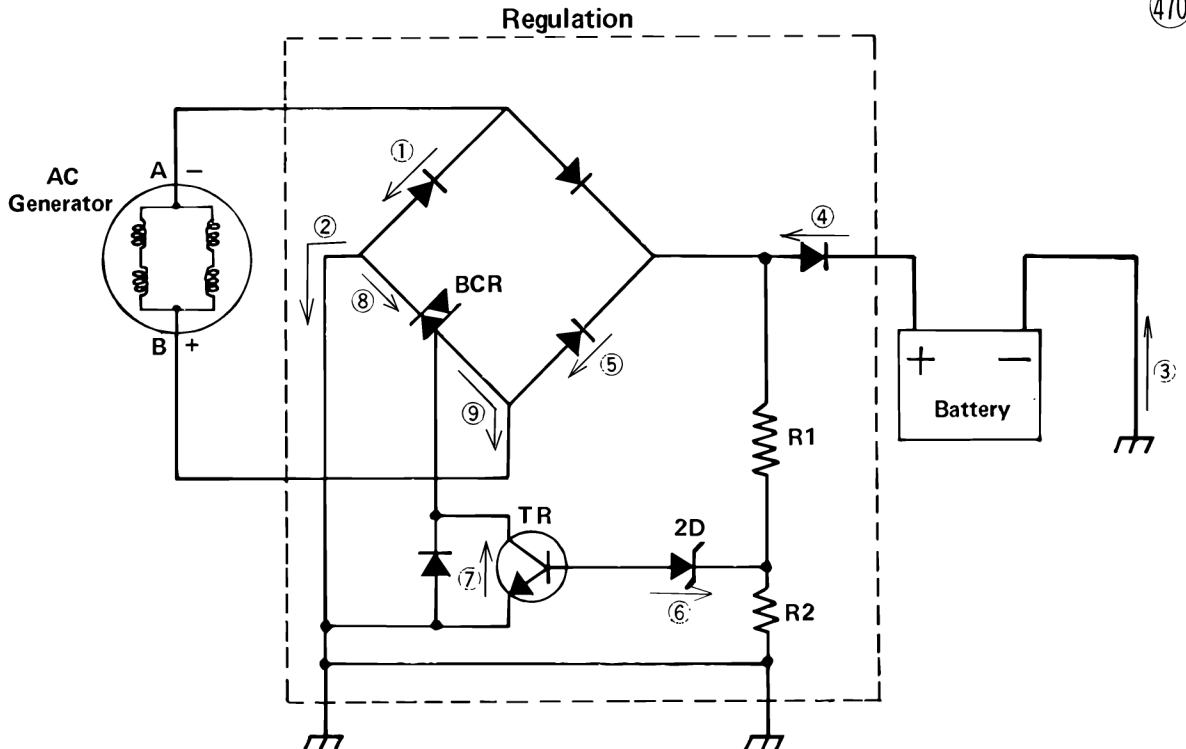 Regulation
470
A −
AC
Generator
B +
①
②
④
BCR
⑧
⑤
⑨
+ −
Battery
③
R1
TR
2D
⑦
⑥
R2